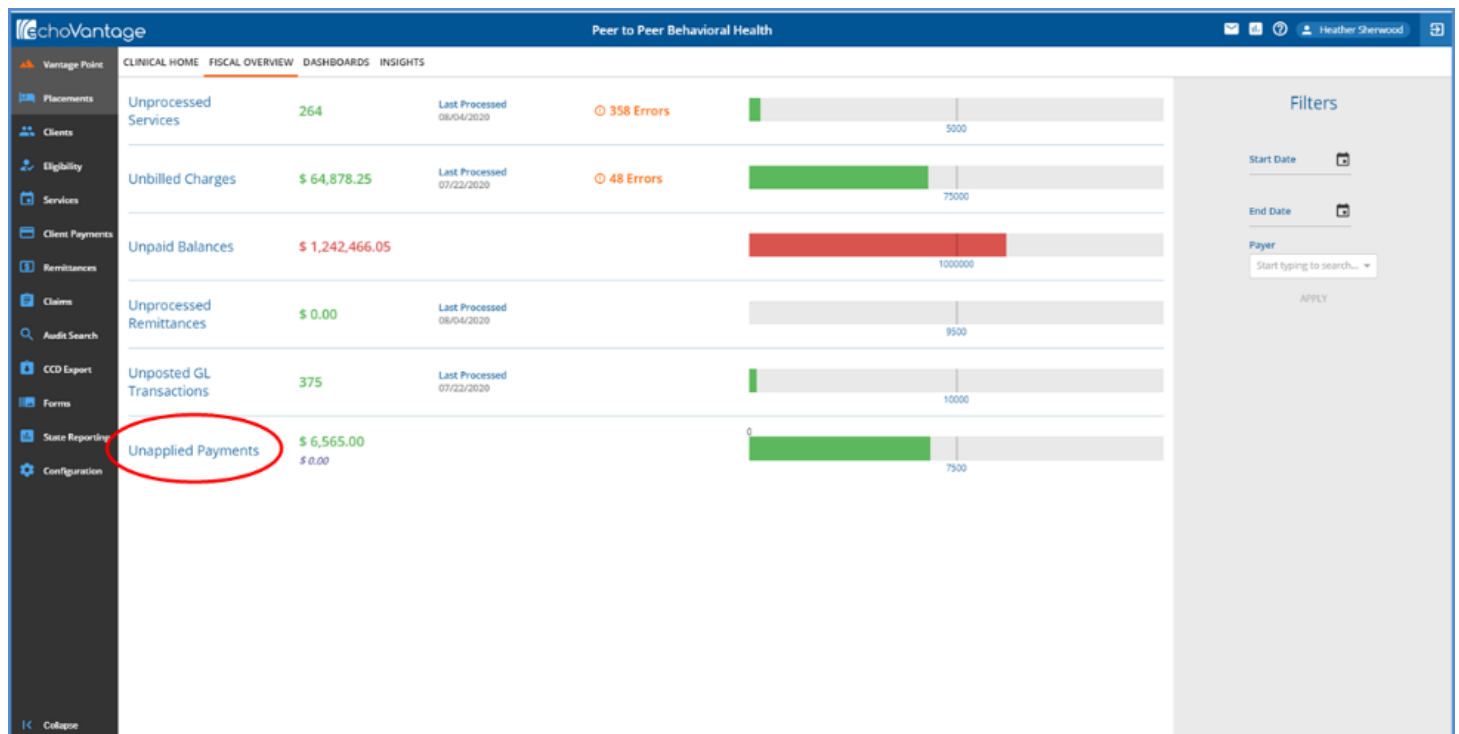 EchoVantage
Peer to Peer Behavioral Health
Heather Sherwood
Vantage Point
Placements
Clients
Eligibility
Services
Client Payments
Remittances
Claims
Audit Search
CCD Export
Forms
State Reporting
Configuration
Collapse
CLINICAL HOME FISCAL OVERVIEW DASHBOARDS INSIGHTS
Unprocessed
Services
264
Last Processed
08/04/2020
358 Errors
5000
Unbilled Charges
$ 64,878.25
Last Processed
07/22/2020
48 Errors
75000
Unpaid Balances
$ 1,242,466.05
1000000
Unprocessed
Remittances
$ 0.00
Last Processed
08/04/2020
9500
Unposted GL
Transactions
375
Last Processed
07/22/2020
10000
Unapplied Payments
$ 6,565.00
$ 0.00
0
7500
Filters
Start Date
End Date
Payer
Start typing to search...
APPLY